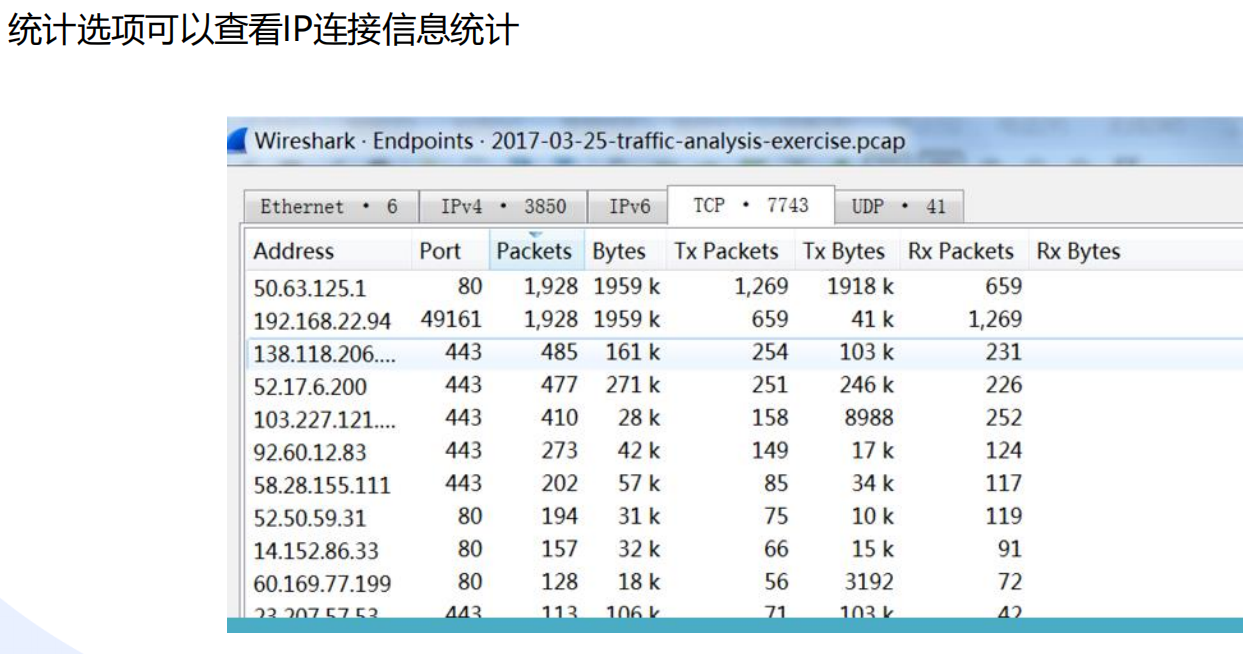 统计选项可以查看IP连接信息统计
Wireshark · Endpoints · 2017-03-25-traffic-analysis-exercise.pcap
Ethernet • 6 IPv4 • 3850 IPv6 TCP • 7743 UDP • 41
Address Port Packets Bytes Tx Packets Tx Bytes Rx Packets Rx Bytes
50.63.125.1 80 1,928 1959 k 1,269 1918 k 659
192.168.22.94 49161 1,928 1959 k 659 41 k 1,269
138.118.206.... 443 485 161 k 254 103 k 231
52.17.6.200 443 477 271 k 251 246 k 226
103.227.121.... 443 410 28 k 158 8988 252
92.60.12.83 443 273 42 k 149 17 k 124
58.28.155.111 443 202 57 k 85 34 k 117
52.50.59.31 80 194 31 k 75 10 k 119
14.152.86.33 80 157 32 k 66 15 k 91
60.169.77.199 80 128 18 k 56 3192 72
23.207.57.53 443 113 106 k 71 103 k 42